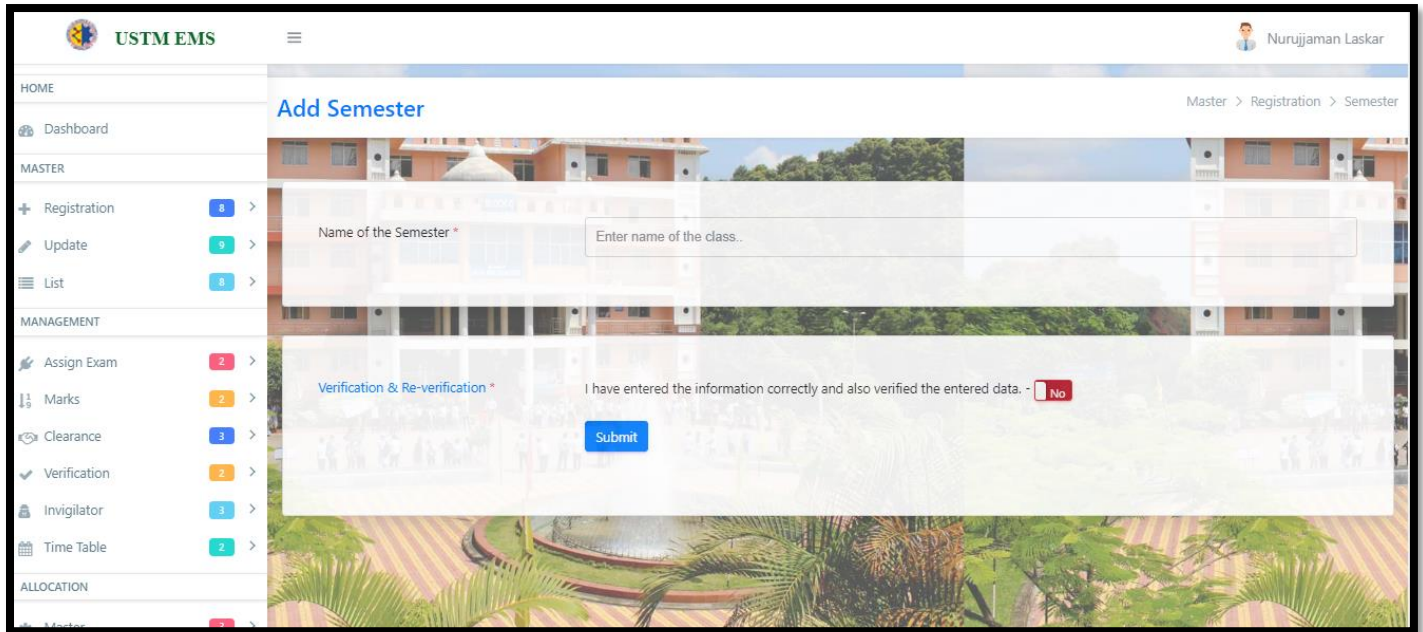 USTM EMS
Nurujjaman Laskar
HOME
Dashboard
MASTER
Registration 8
Update 9
List 8
MANAGEMENT
Assign Exam 2
Marks 2
Clearance 3
Verification 2
Invigilator 3
Time Table 2
ALLOCATION
Master 2
Add Semester
Master > Registration > Semester
Name of the Semester *
Enter name of the class..
Verification & Re-verification *
I have entered the information correctly and also verified the entered data. - No
Submit